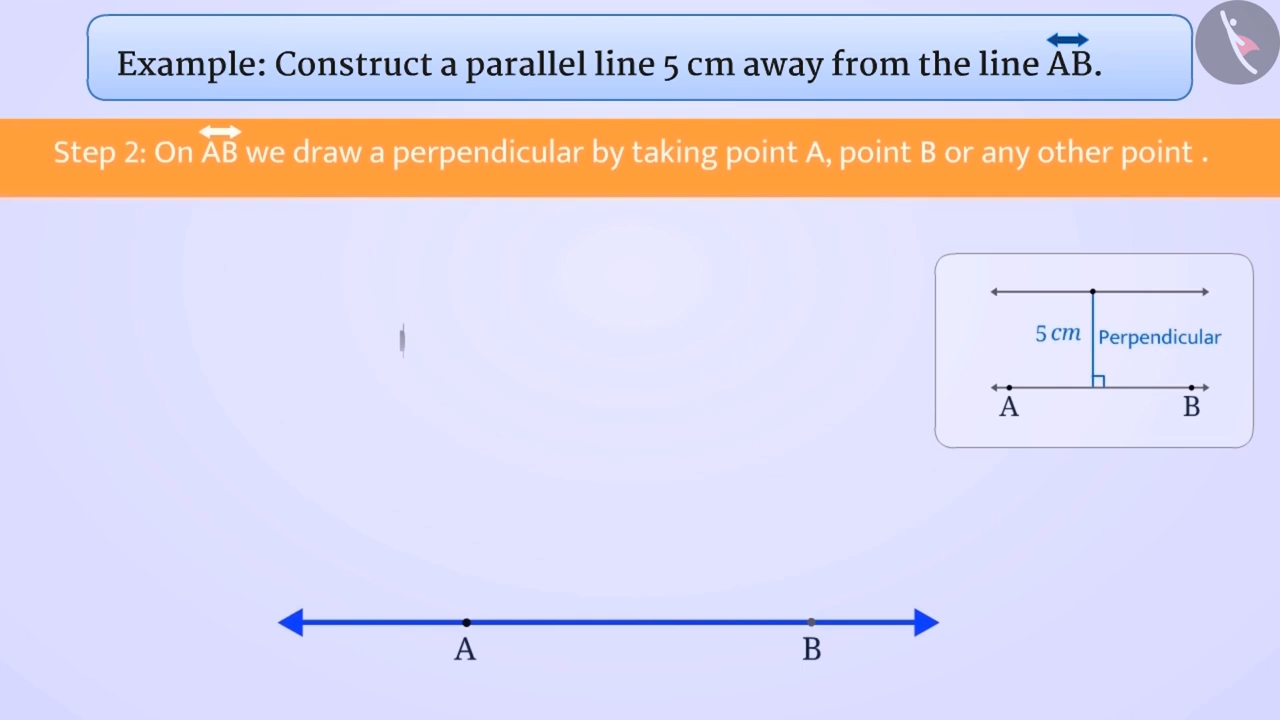 Example: Construct a parallel line 5 cm away from the line AB.
Step 2: On AB we draw a perpendicular by taking point A, point B or any other point .
5 cm Perpendicular
A B
A B